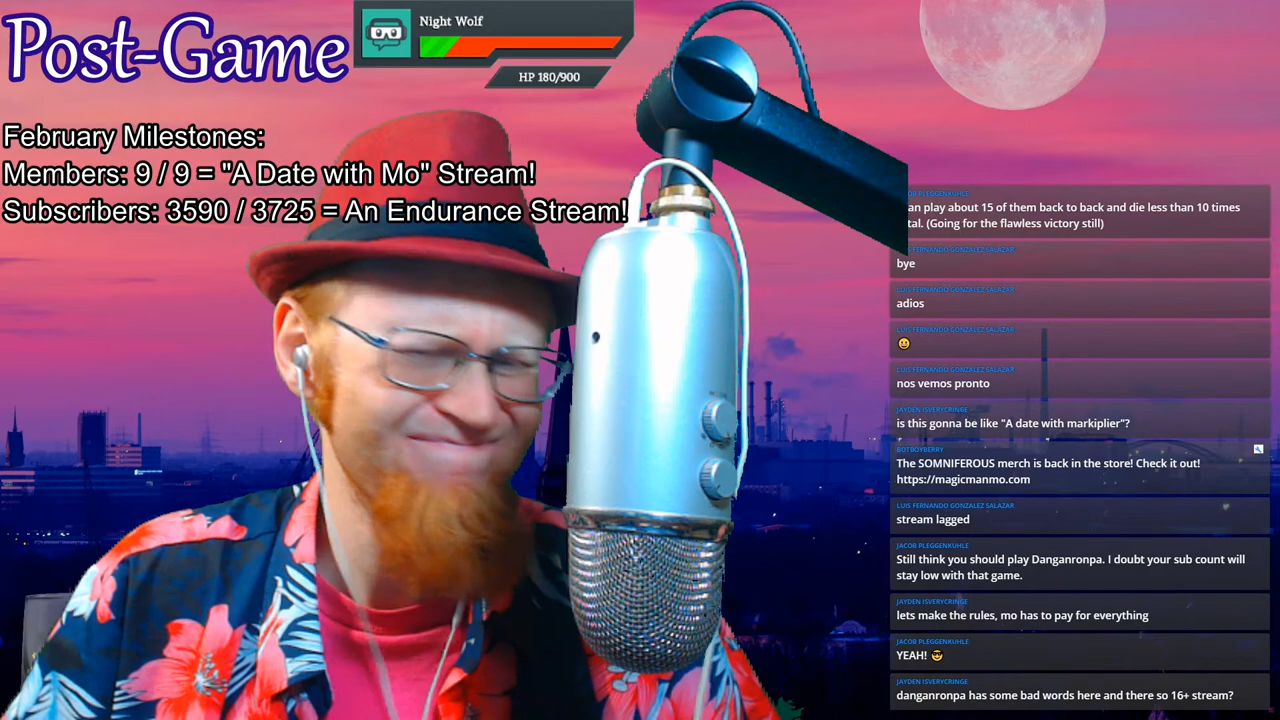 Post-Game
Night Wolf
HP 180/900
February Milestones:
Members: 9 / 9 = "A Date with Mo" Stream!
Subscribers: 3590 / 3725 = An Endurance Stream!
PLEGGENKUHLE
an play about 15 of them back to back and die less than 10 times
tal. (Going for the flawless victory still)
FERNANDO GONZALEZ SALAZAR
bye
LUIS FERNANDO GONZALEZ SALAZAR
adios
LUIS FERNANDO GONZALEZ SALAZAR
😀
LUIS FERNANDO GONZALEZ SALAZAR
nos vemos pronto
JAYDEN ISVERYCRINGE
is this gonna be like "A date with markiplier"?
BOTBOYBERRY
The SOMNIFEROUS merch is back in the store! Check it out!
https://magicmanmo.com
LUIS FERNANDO GONZALEZ SALAZAR
stream lagged
JACOB PLEGGENKUHLE
Still think you should play Danganronpa. I doubt your sub count will
stay low with that game.
JAYDEN ISVERYCRINGE
lets make the rules, mo has to pay for everything
JACOB PLEGGENKUHLE
YEAH! 😎
JAYDEN ISVERYCRINGE
danganronpa has some bad words here and there so 16+ stream?